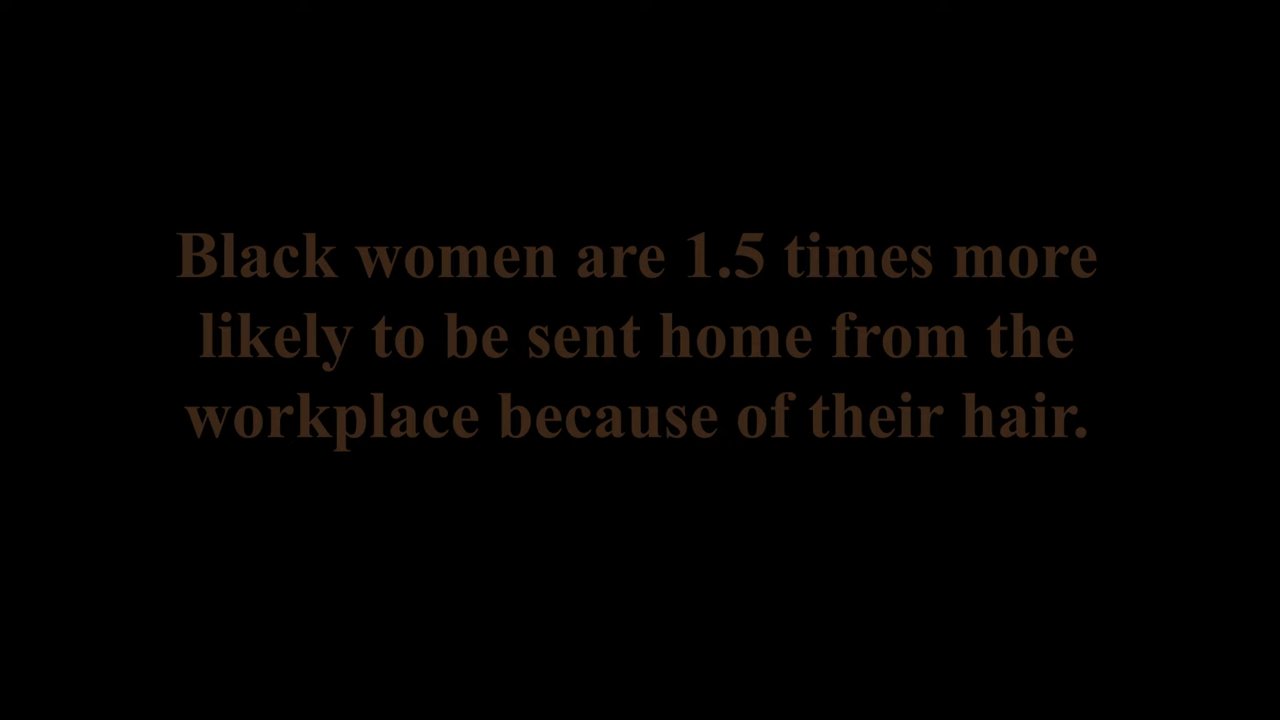 Black women are 1.5 times more
likely to be sent home from the
workplace because of their hair.